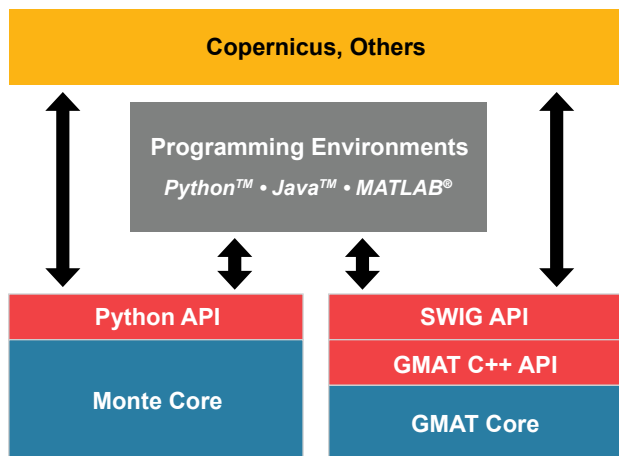 Copernicus, Others
Programming Environments
Python™ • Java™ • MATLAB®
Python API
Monte Core
SWIG API
GMAT C++ API
GMAT Core